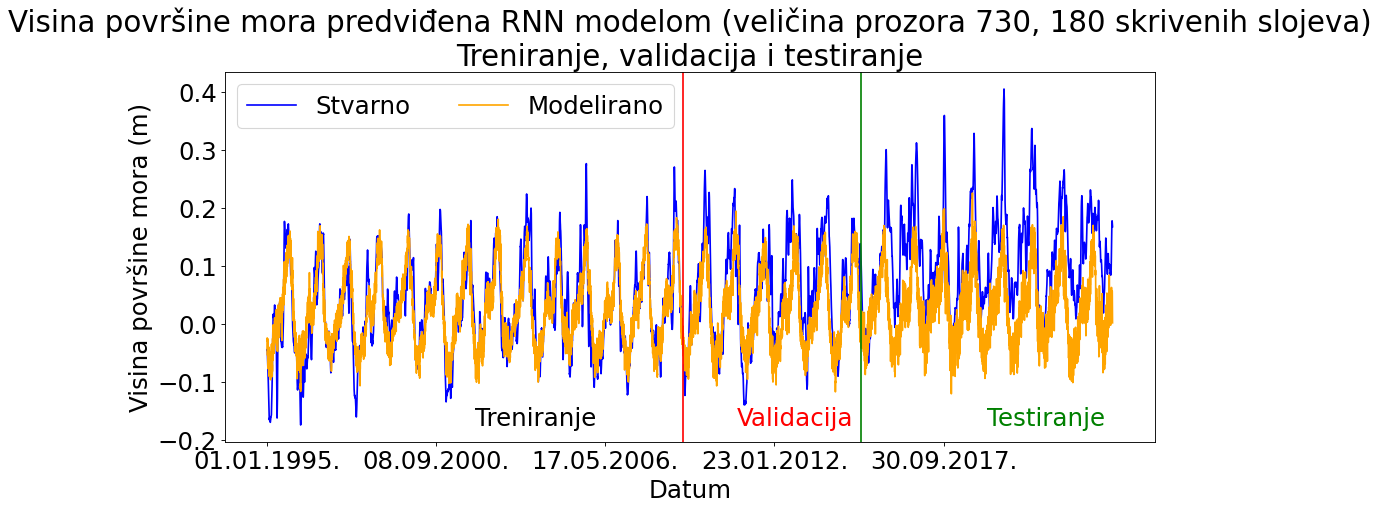 Visina površine mora predviđena RNN modelom (veličina prozora 730, 180 skrivenih slojeva)
Treniranje, validacija i testiranje
Stvarno
Modelirano
Visina površine mora (m)
0.4
0.3
0.2
0.1
0.0
−0.1
−0.2
Treniranje
Validacija
Testiranje
01.01.1995.
08.09.2000.
17.05.2006.
23.01.2012.
30.09.2017.
Datum